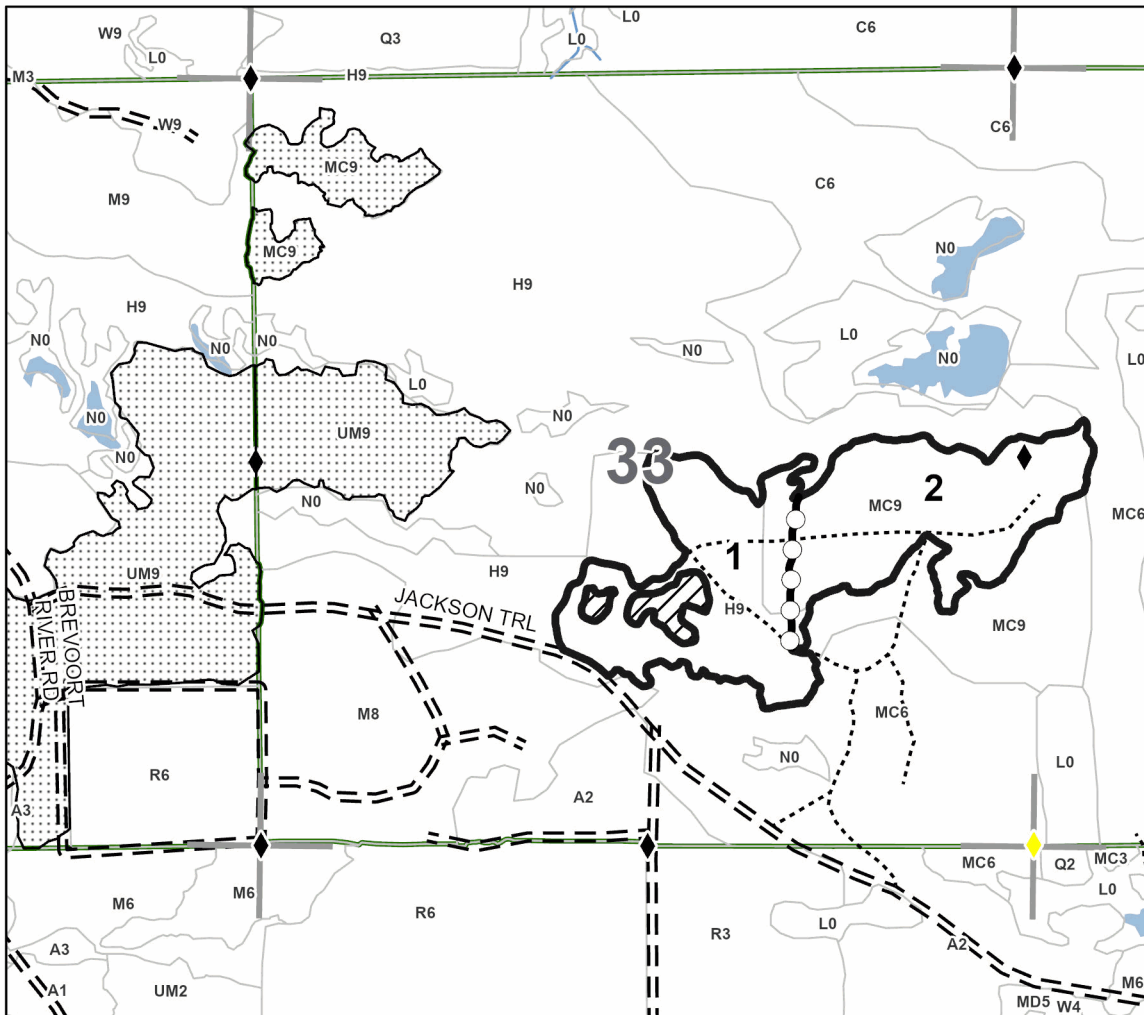 W9
Q3
L0
C6
L0
L0
M3
H9
W9
C6
MC9
C6
M9
MC9
N0
H9
H9
N0
N0
N0
L0
N0
N0
L0
L0
N0
N0
UM9
33
N0
N0
2
N0
MC9
MC6
1
H9
UM9
JACKSON TRL
H9
MC9
BREVOORT
RIVER RD
M8
MC6
N0
L0
R6
A2
A3
MC6
Q2
MC3
L0
M6
M6
R6
R3
L0
A2
A3
A1
UM2
M6
MD5
W4